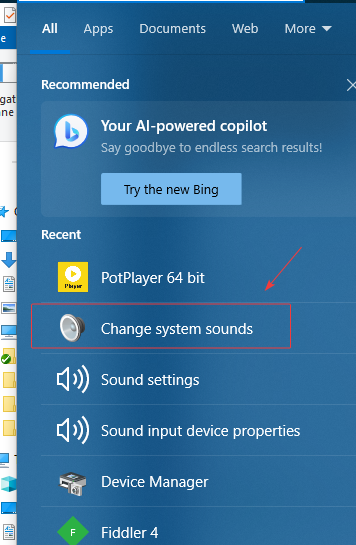 All Apps Documents Web More
Recommended
Your AI-powered copilot
Say goodbye to endless search results!
Try the new Bing
Recent
Player
PotPlayer 64 bit
Change system sounds
Sound settings
Sound input device properties
Device Manager
F
Fiddler 4